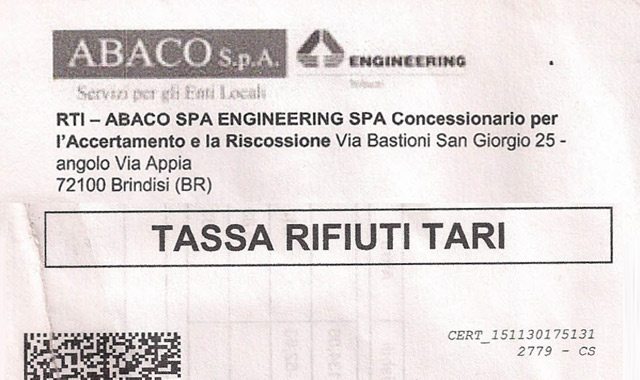 ABACO S.p.A.
ENGINEERING
Servizi per gli Enti Locali
RTI – ABACO SPA ENGINEERING SPA Concessionario per
l'Accertamento e la Riscossione Via Bastioni San Giorgio 25 -
angolo Via Appia
72100 Brindisi (BR)
TASSA RIFIUTI TARI
CERT_151130175131
2779 - CS